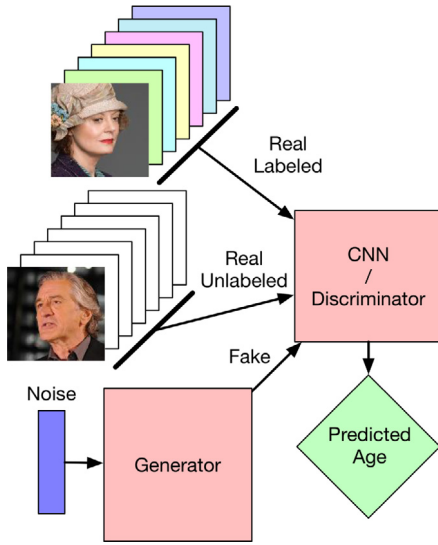 Real
Labeled
Real
Unlabeled
CNN
/
Discriminator
Fake
Noise
Generator
Predicted
Age